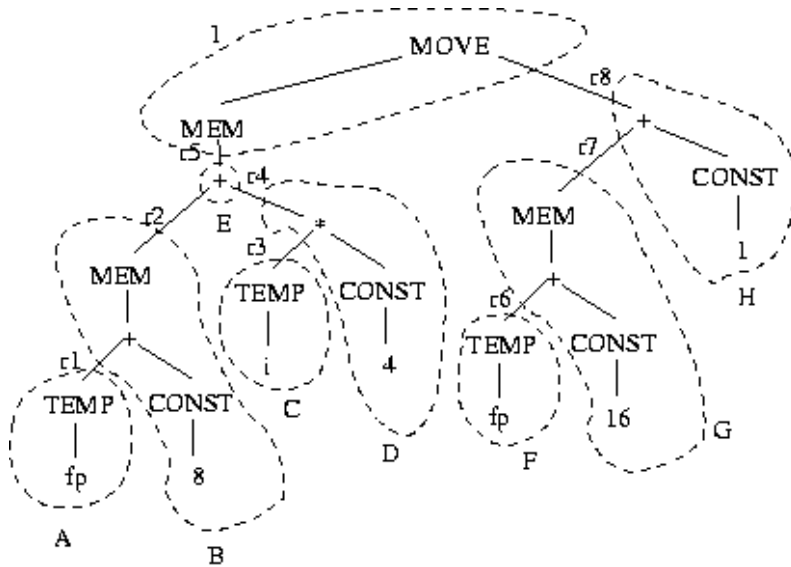 1
MOVE
r8
MEM
+
r5
r4
r7
CONST
+
E
*
MEM
r2
r3
1
MEM
TEMP
CONST
+
H
r6
+
i
4
TEMP
CONST
r1
TEMP
CONST
C
fp
16
G
D
F
fp
8
A
B